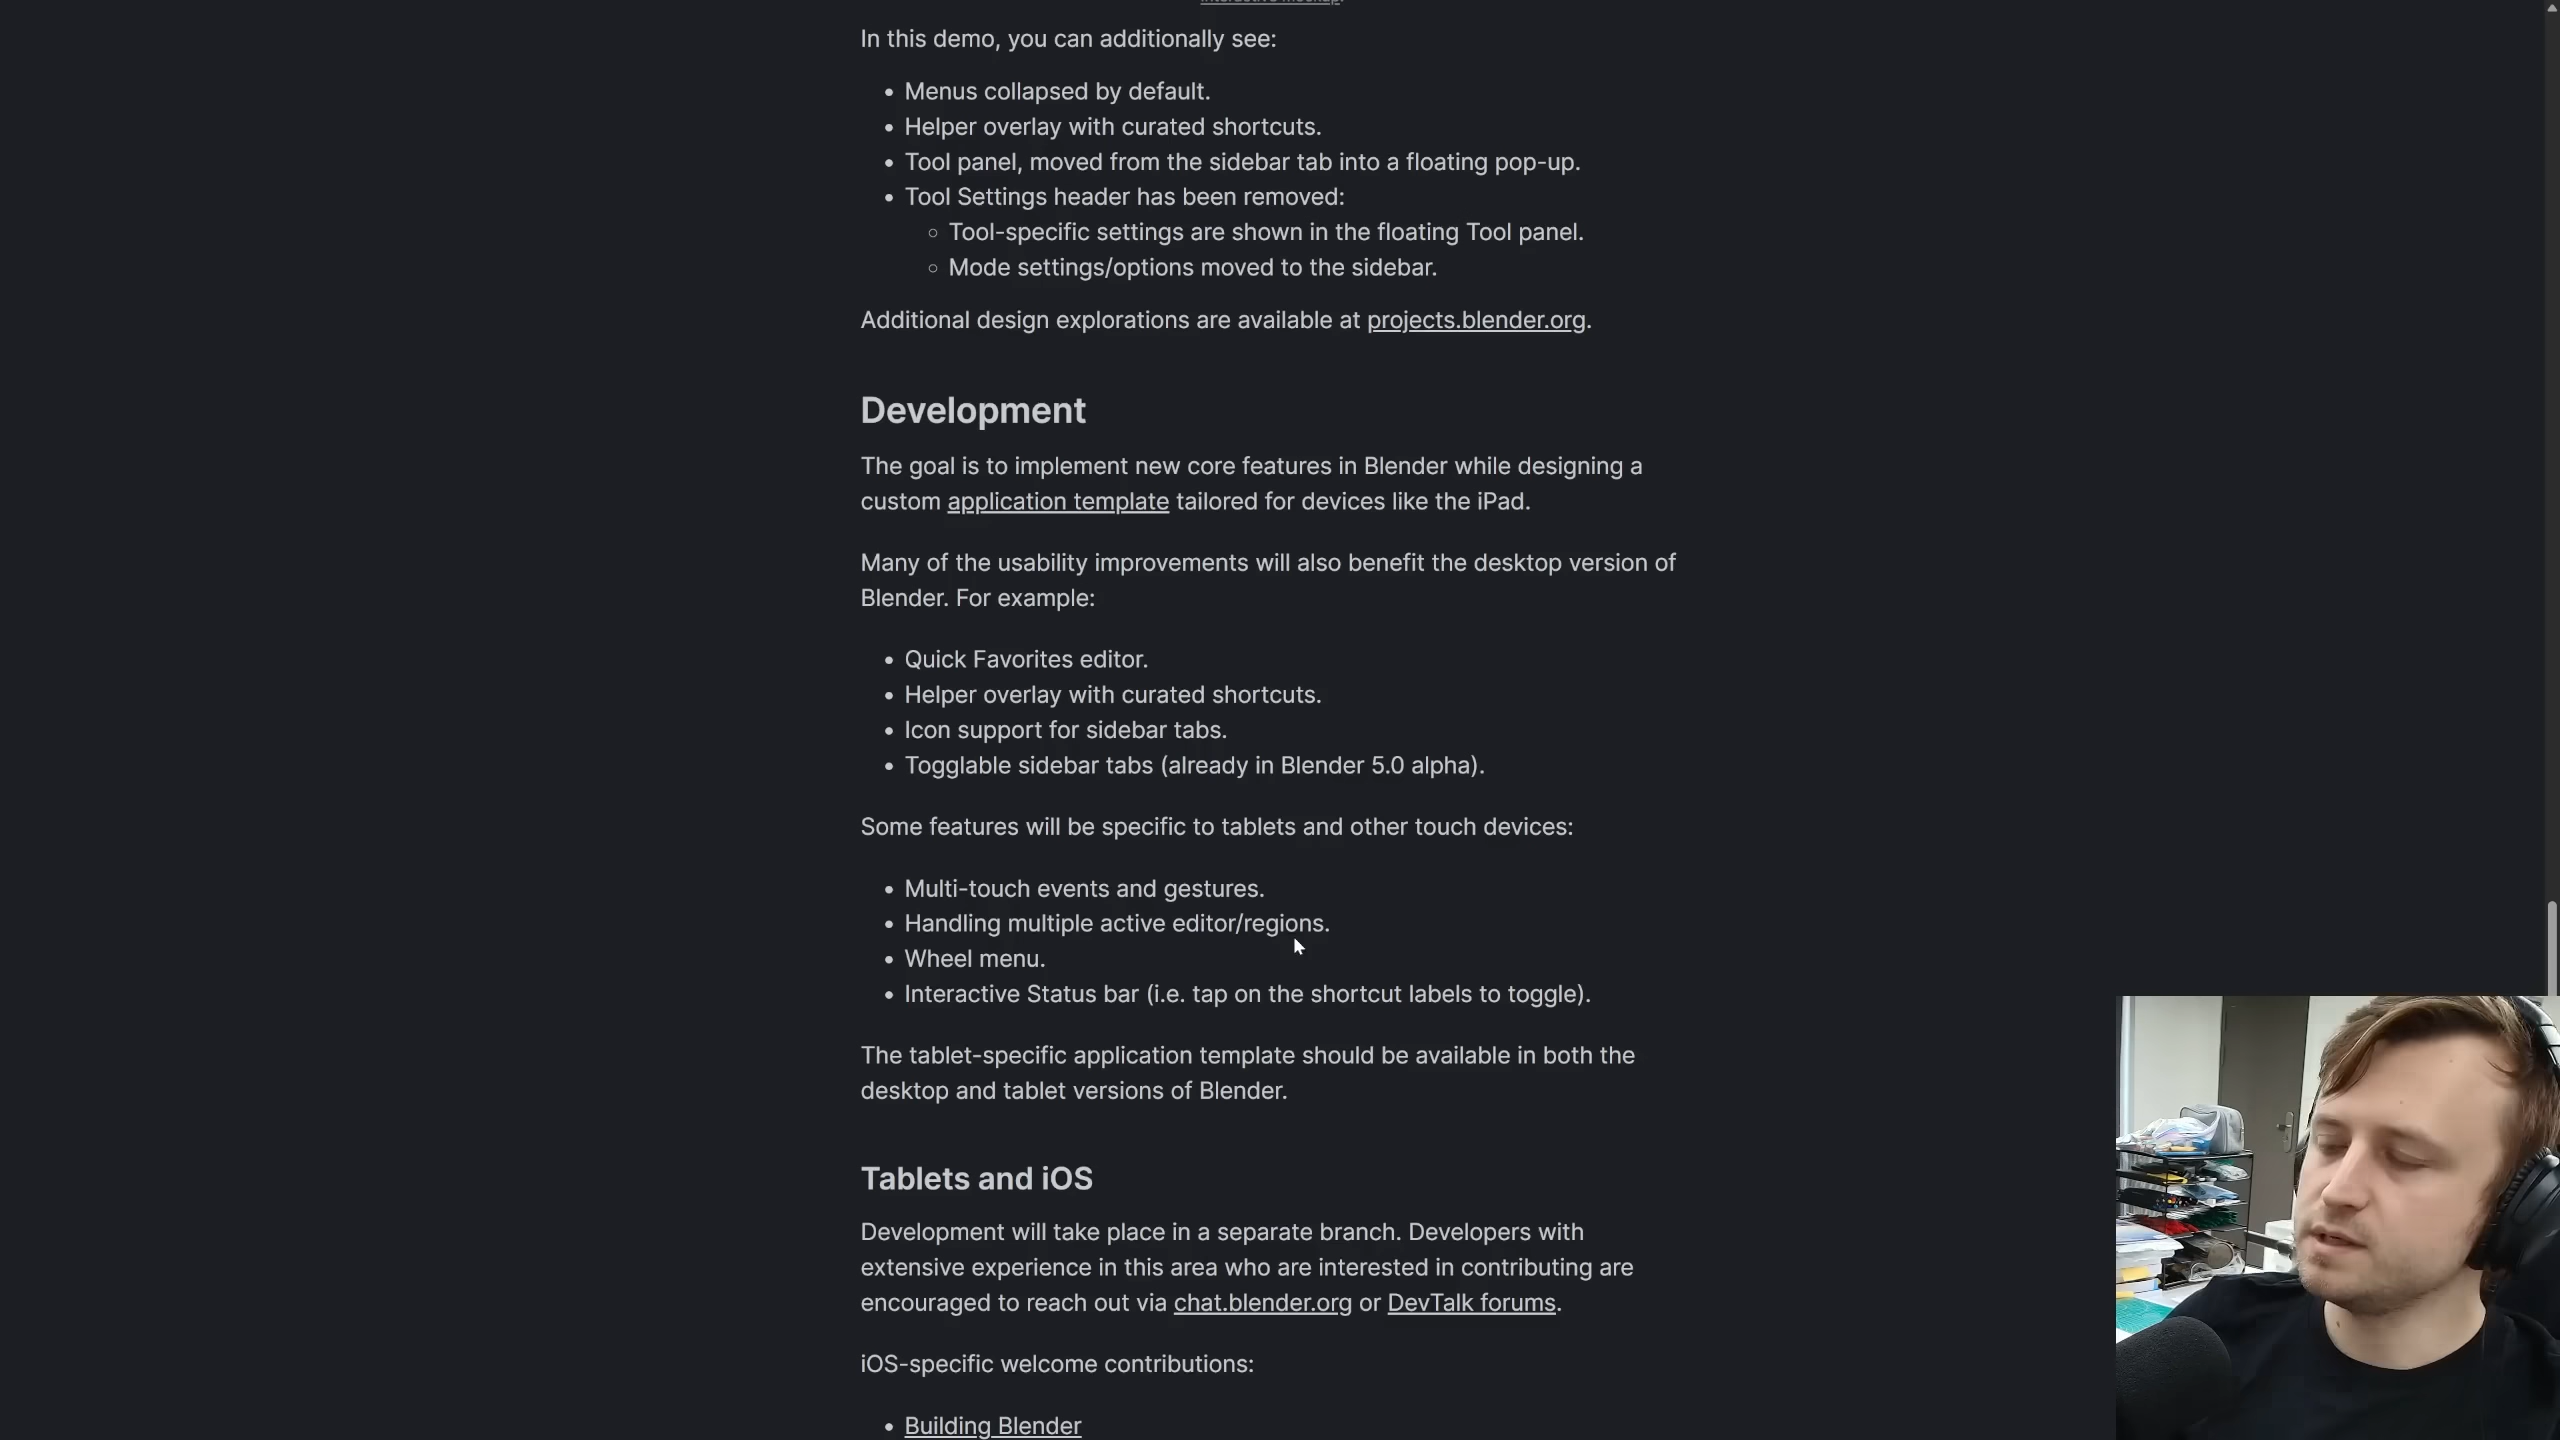 In this demo, you can additionally see:
• Menus collapsed by default.
• Helper overlay with curated shortcuts.
• Tool panel, moved from the sidebar tab into a floating pop-up.
• Tool Settings header has been removed:
◦ Tool-specific settings are shown in the floating Tool panel.
◦ Mode settings/options moved to the sidebar.
Additional design explorations are available at projects.blender.org.
Development
The goal is to implement new core features in Blender while designing a
custom application template tailored for devices like the iPad.
Many of the usability improvements will also benefit the desktop version of
Blender. For example:
• Quick Favorites editor.
• Helper overlay with curated shortcuts.
• Icon support for sidebar tabs.
• Togglable sidebar tabs (already in Blender 5.0 alpha).
Some features will be specific to tablets and other touch devices:
• Multi-touch events and gestures.
• Handling multiple active editor/regions.
• Wheel menu.
• Interactive Status bar (i.e. tap on the shortcut labels to toggle).
The tablet-specific application template should be available in both the
desktop and tablet versions of Blender.
Tablets and iOS
Development will take place in a separate branch. Developers with
extensive experience in this area who are interested in contributing are
encouraged to reach out via chat.blender.org or DevTalk forums.
iOS-specific welcome contributions:
• Building Blender